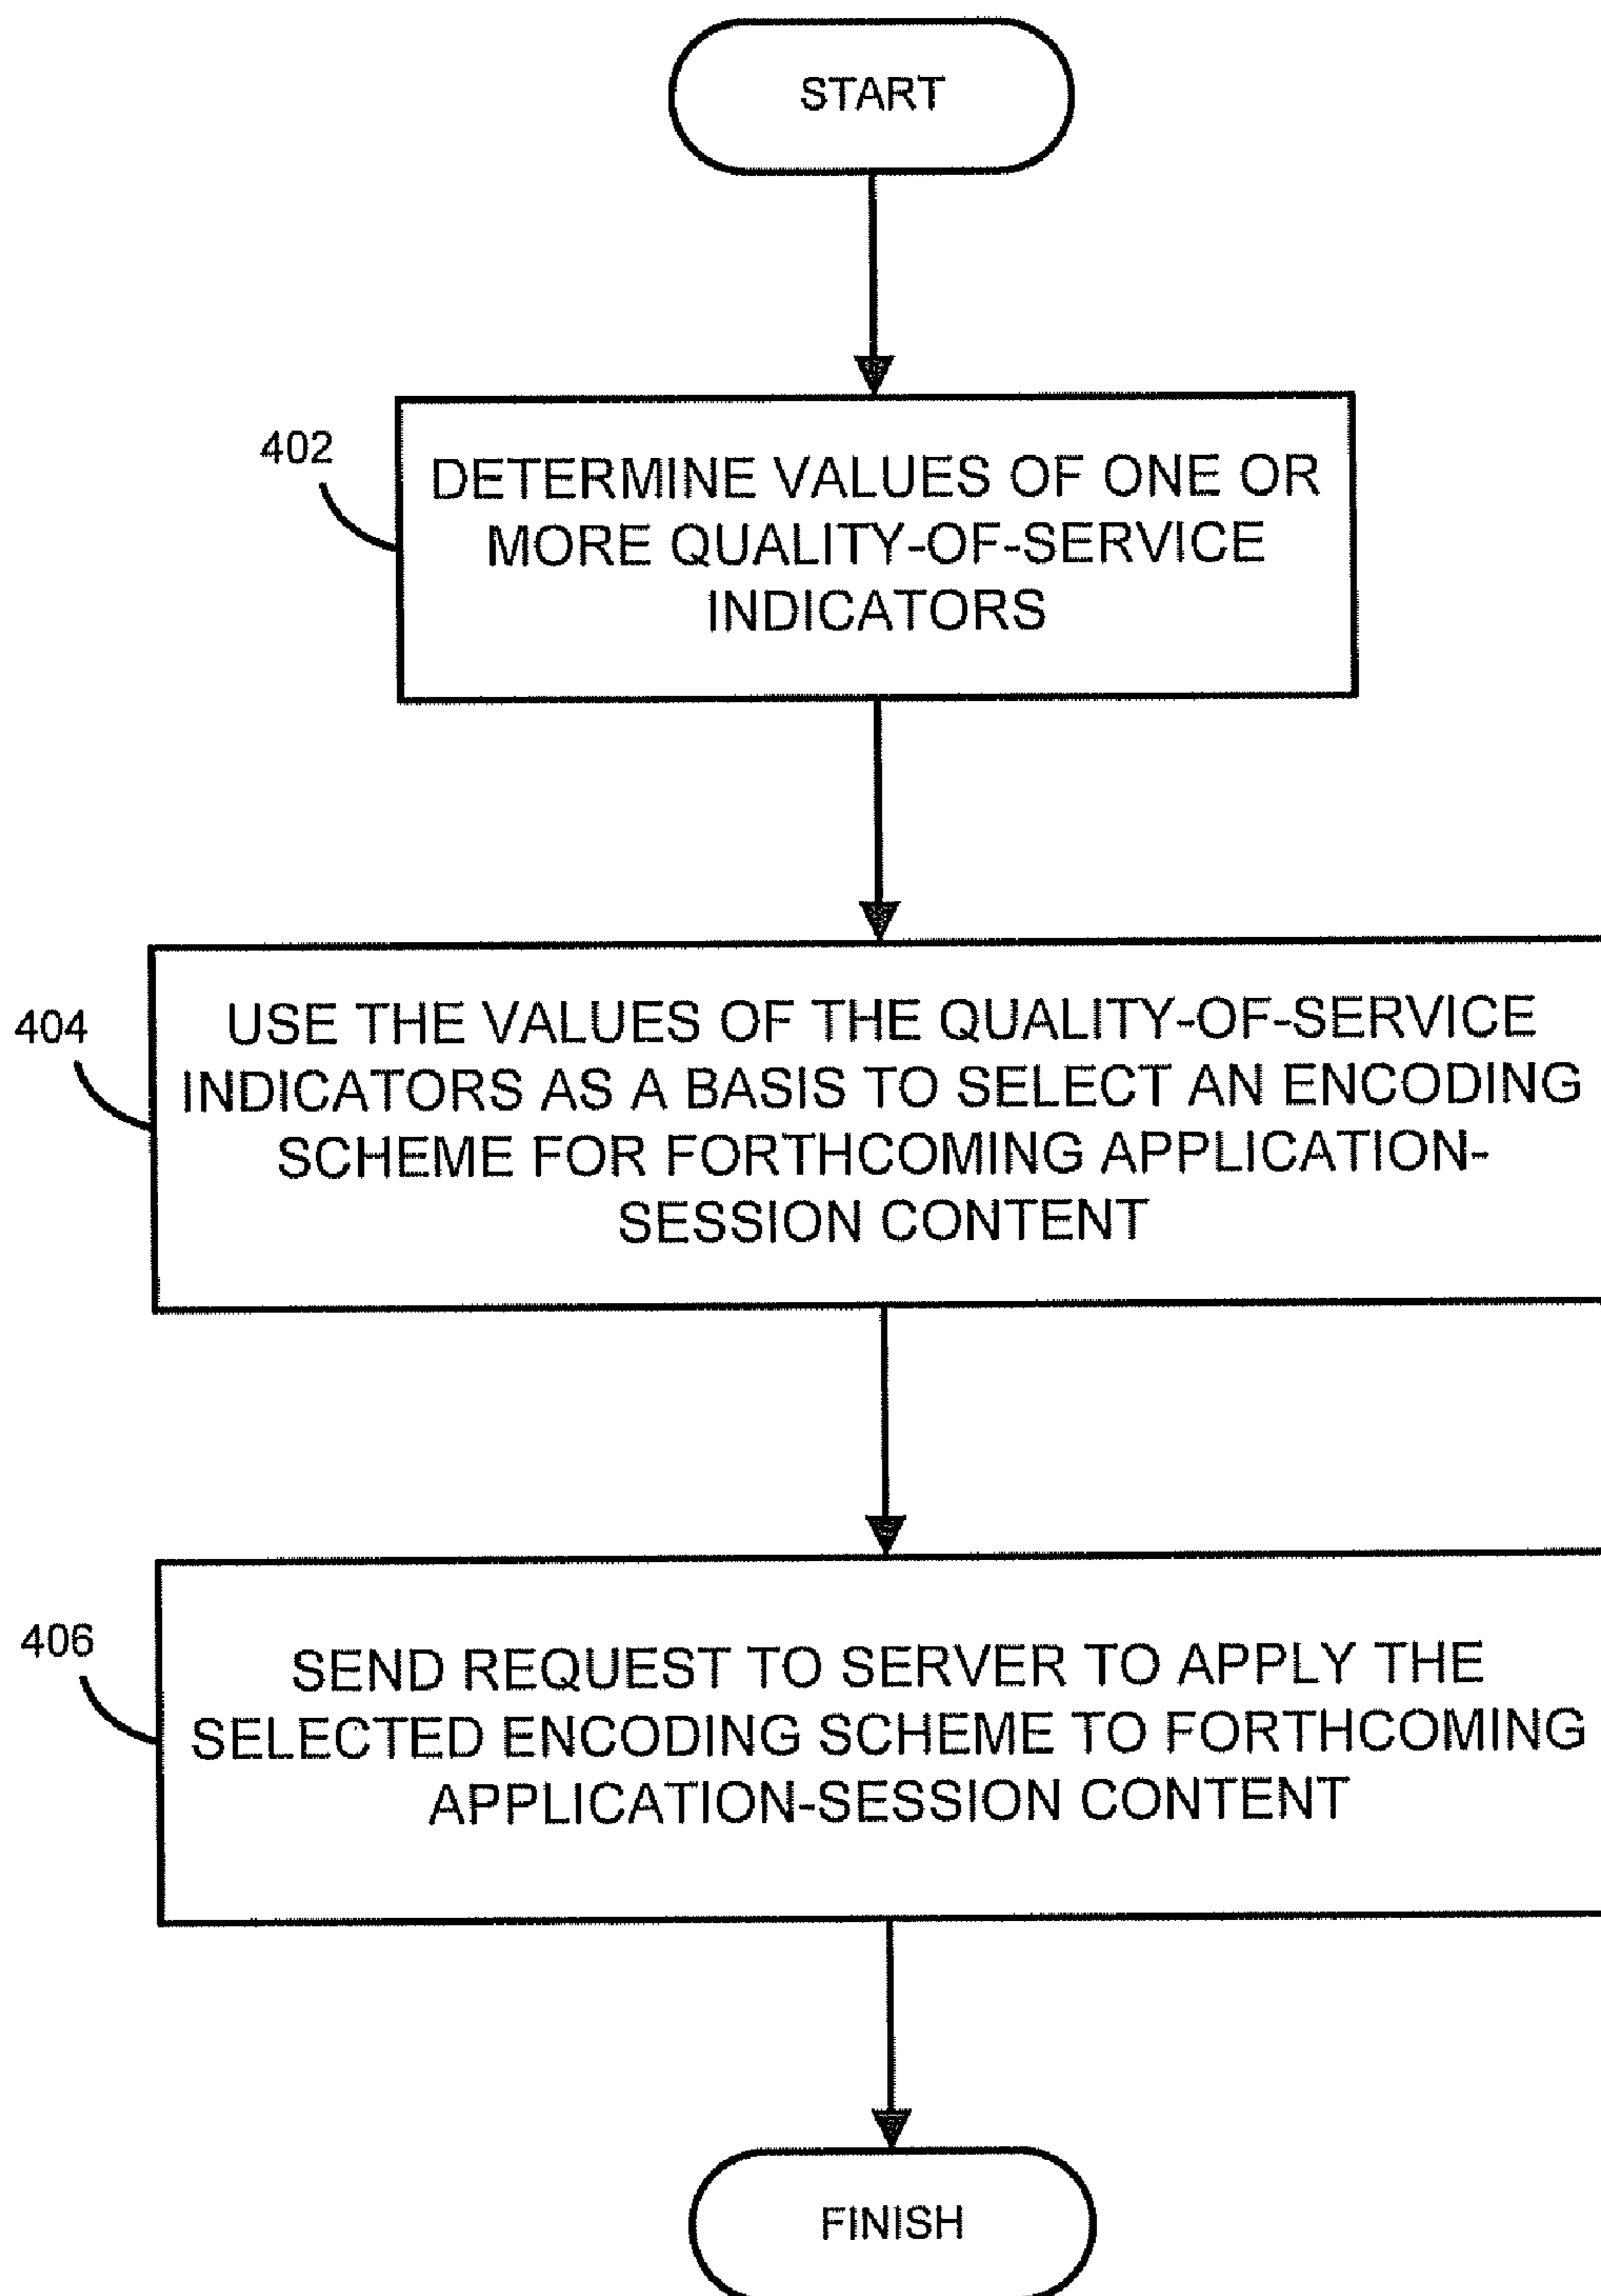 START
402
DETERMINE VALUES OF ONE OR
MORE QUALITY-OF-SERVICE
INDICATORS
404
USE THE VALUES OF THE QUALITY-OF-SERVICE
INDICATORS AS A BASIS TO SELECT AN ENCODING
SCHEME FOR FORTHCOMING APPLICATION-
SESSION CONTENT
406
SEND REQUEST TO SERVER TO APPLY THE
SELECTED ENCODING SCHEME TO FORTHCOMING
APPLICATION-SESSION CONTENT
FINISH